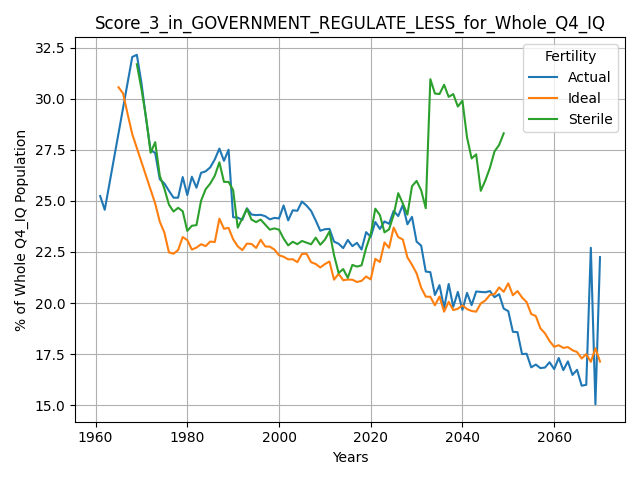 Score_3_in_GOVERNMENT_REGULATE_LESS_for_Whole_Q4_IQ
% of Whole Q4_IQ Population
32.5
30.0
27.5
25.0
22.5
20.0
17.5
15.0
Fertility
Actual
Ideal
Sterile
1960 1980 2000 2020 2040 2060
Years